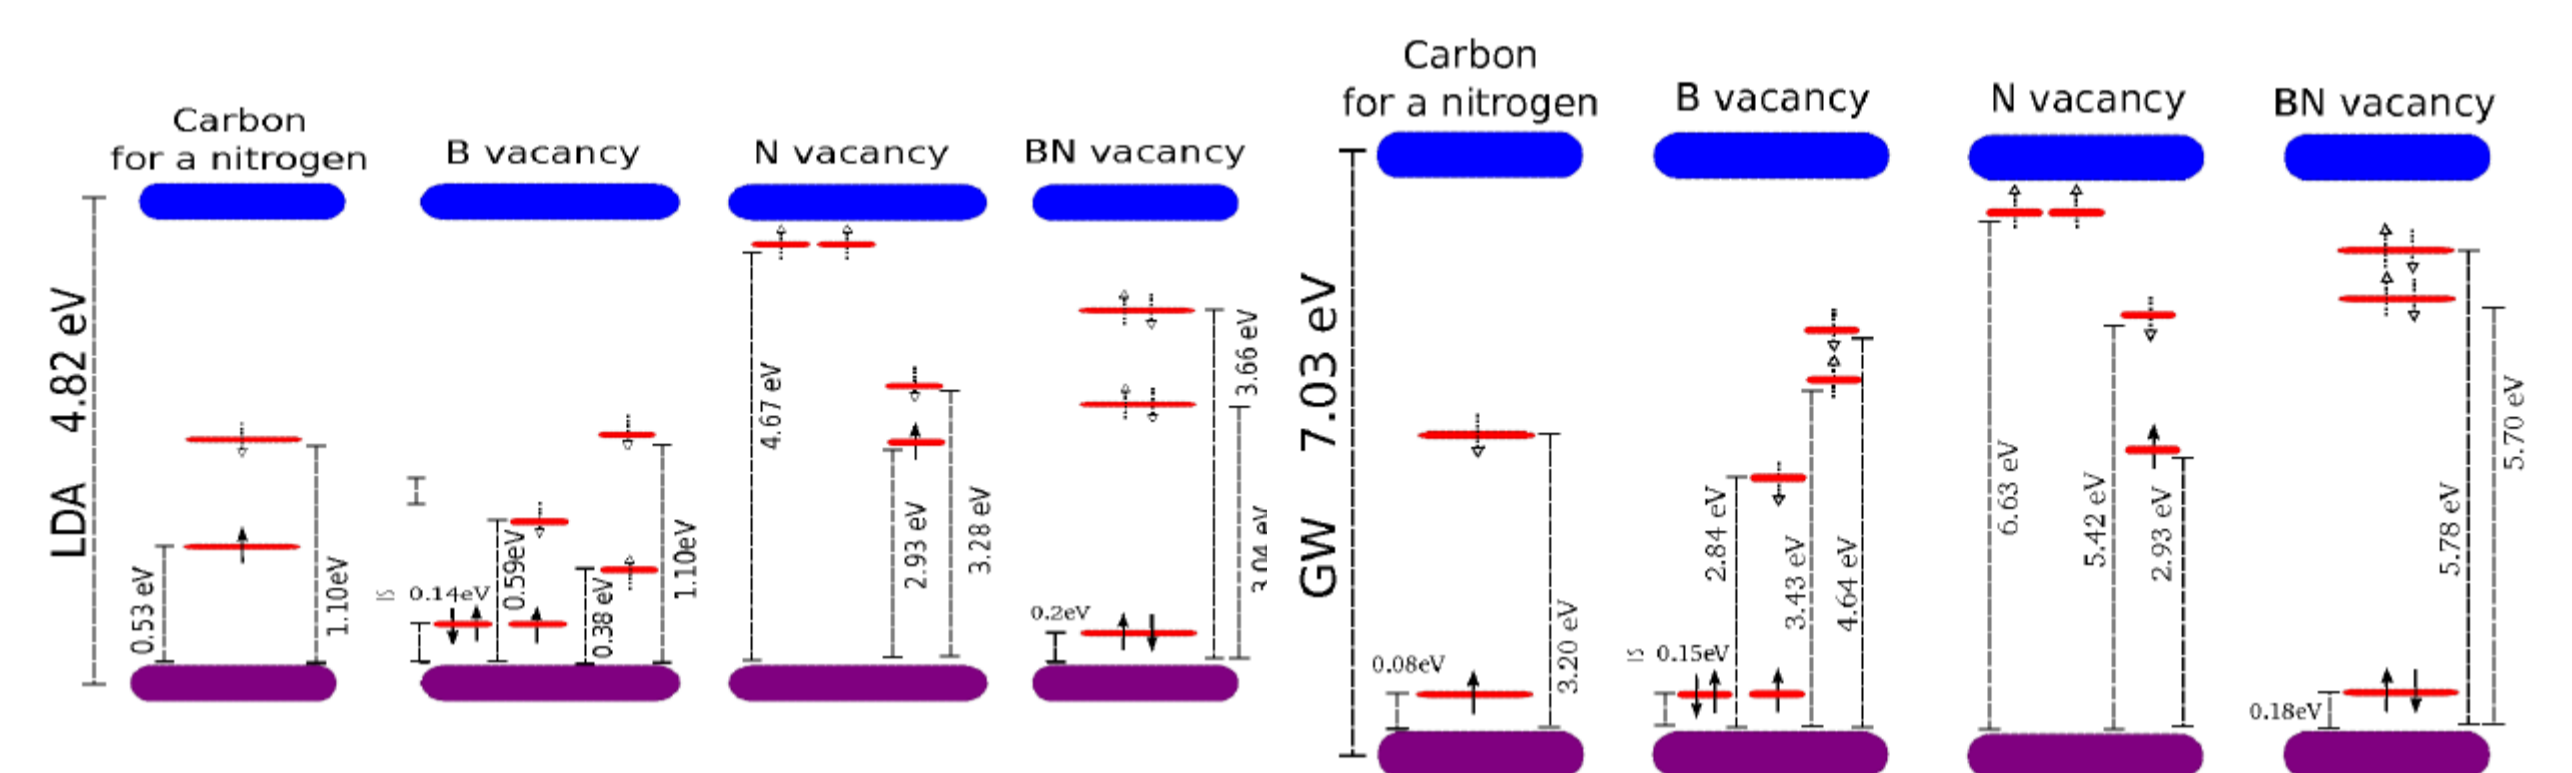 Carbon
for a nitrogen
B vacancy
N vacancy
BN vacancy
LDA 4.82 eV
0.53 eV
1.10eV
0.14eV
0.59eV
0.38 eV
1.10eV
4.67 eV
2.93 eV
3.28 eV
0.2eV
3.66 eV
3.04 eV
Carbon
for a nitrogen
B vacancy
N vacancy
BN vacancy
GW 7.03 eV
0.08eV
3.20 eV
0.15eV
2.84 eV
3.43 eV
4.64 eV
6.63 eV
5.42 eV
2.93 eV
0.18eV
5.78 eV
5.70 eV